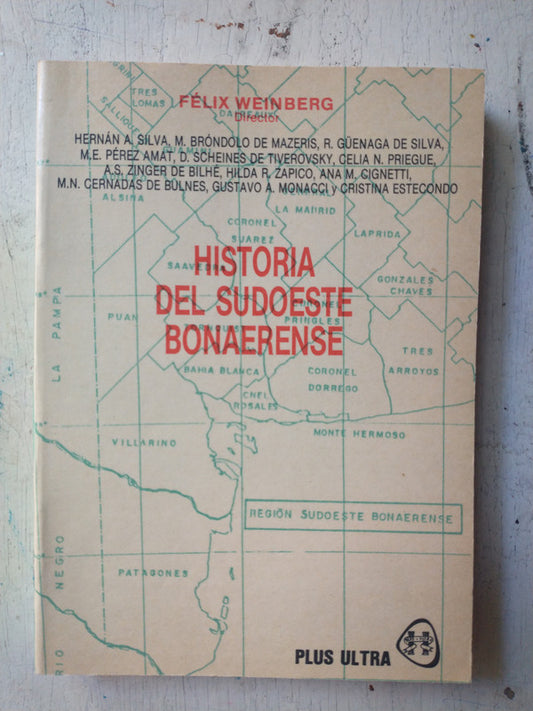 FÉLIX WEINBERG
Director
HERNÁN A. SILVA, M. BRÓNDOLO DE MAZERIS, R. GÜENAGA DE SILVA,
M.E. PÉREZ AMAT, D. SCHEINES DE TIVEROVSKY, CELIA N. PRIEGUE,
A.S. ZINGER DE BILHÉ, HILDA R. ZAPICO, ANA M. CIGNETTI,
M.N. CERNADAS DE BULNES, GUSTAVO A. MONACCI y CRISTINA ESTECONDO
TRES
LOMAS
ALSINA
LA MADRID
CORONEL
SUÁREZ
LAPRIDA
HISTORIA
DEL SUDOESTE
BONAERENSE
SAAVEDRA
GONZALES
CHAVES
LA PAMPA
PUAN
CORONEL
PRINGLES
TORNQUIST
TRES
ARROYOS
BAHIA BLANCA
CORONEL
DORREGO
CNEL
ROSALES
MONTE HERMOSO
VILLARINO
REGIÓN SUDOESTE BONAERENSE
PATAGONES
RIO NEGRO
PLUS ULTRA